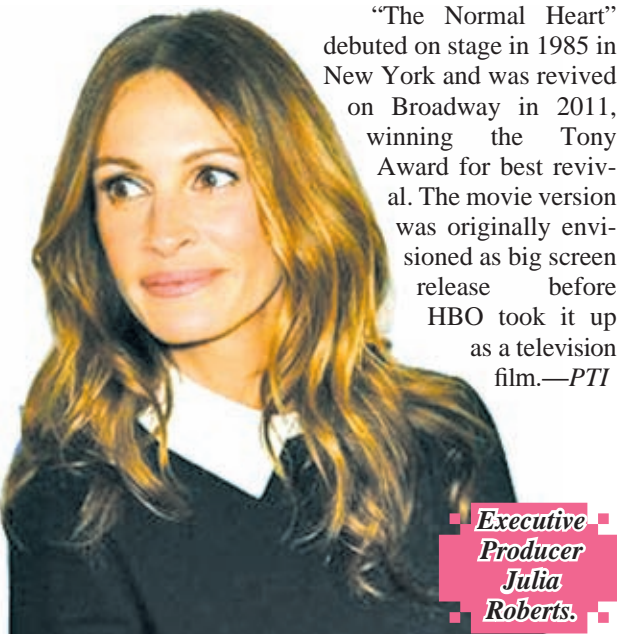 “The Normal Heart”
debuted on stage in 1985 in
New York and was revived
on Broadway in 2011,
winning the Tony
Award for best reviv-
al. The movie version
was originally envi-
sioned as big screen
release before
HBO took it up
as a television
film.—PTI
Executive
Producer
Julia
Roberts.